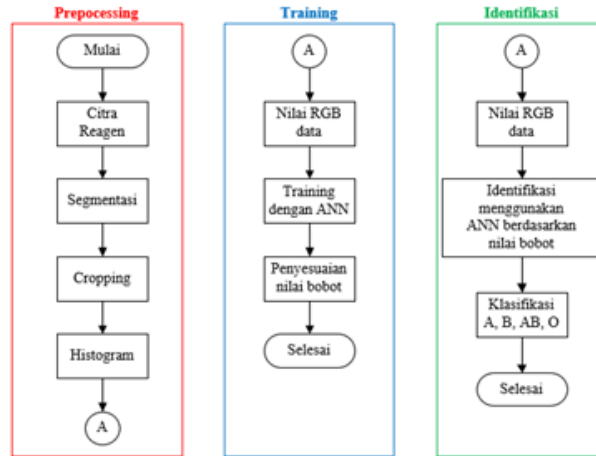 Prepocessing
Mulai
Citra
Reagen
Segmentasi
Cropping
Histogram
A
Training
A
Nilai RGB
data
Training
dengan ANN
Penyesuaian
nilai bobot
Selesai
Identifikasi
A
Nilai RGB
data
Identifikasi
menggunakan
ANN berdasarkan
nilai bobot
Klasifikasi
A, B, AB, O
Selesai